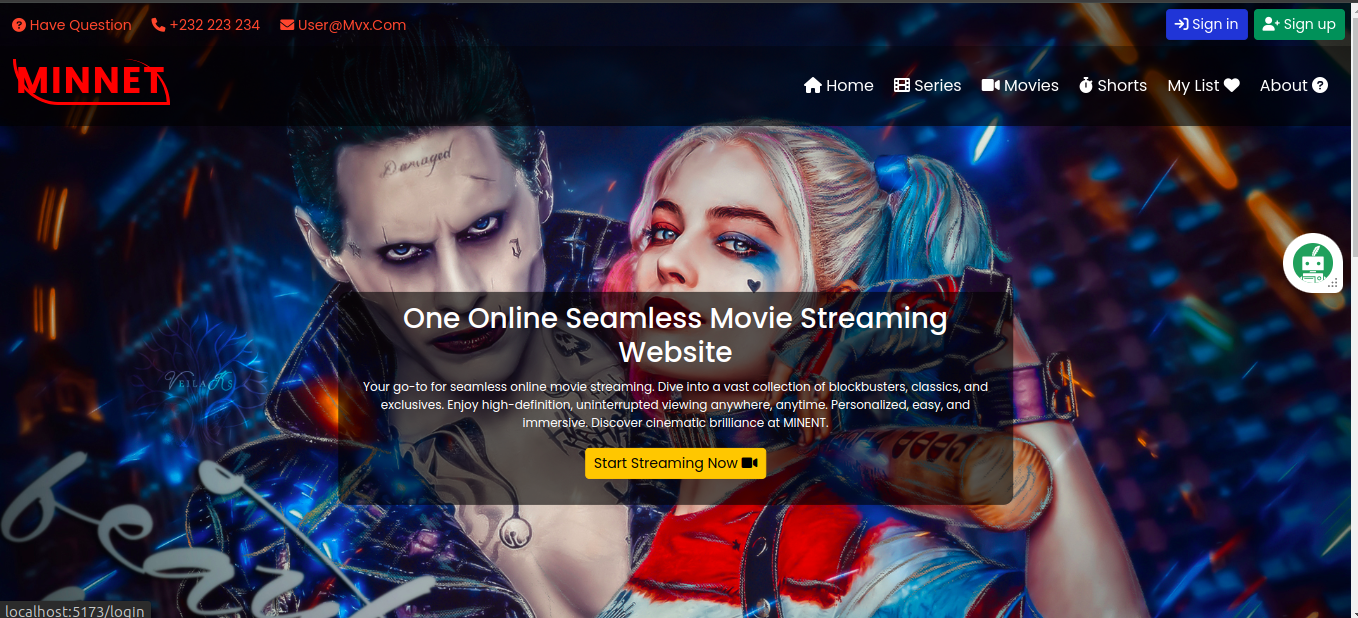 Have Question +232 223 234 User@Mvx.Com Sign in Sign up
MINNET
Home Series Movies Shorts My List About
Damaged
One Online Seamless Movie Streaming
Website
Your go-to for seamless online movie streaming. Dive into a vast collection of blockbusters, classics, and
exclusives. Enjoy high-definition, uninterrupted viewing anywhere, anytime. Personalized, easy, and
immersive. Discover cinematic brilliance at MINENT.
Start Streaming Now
localhost:5173/login